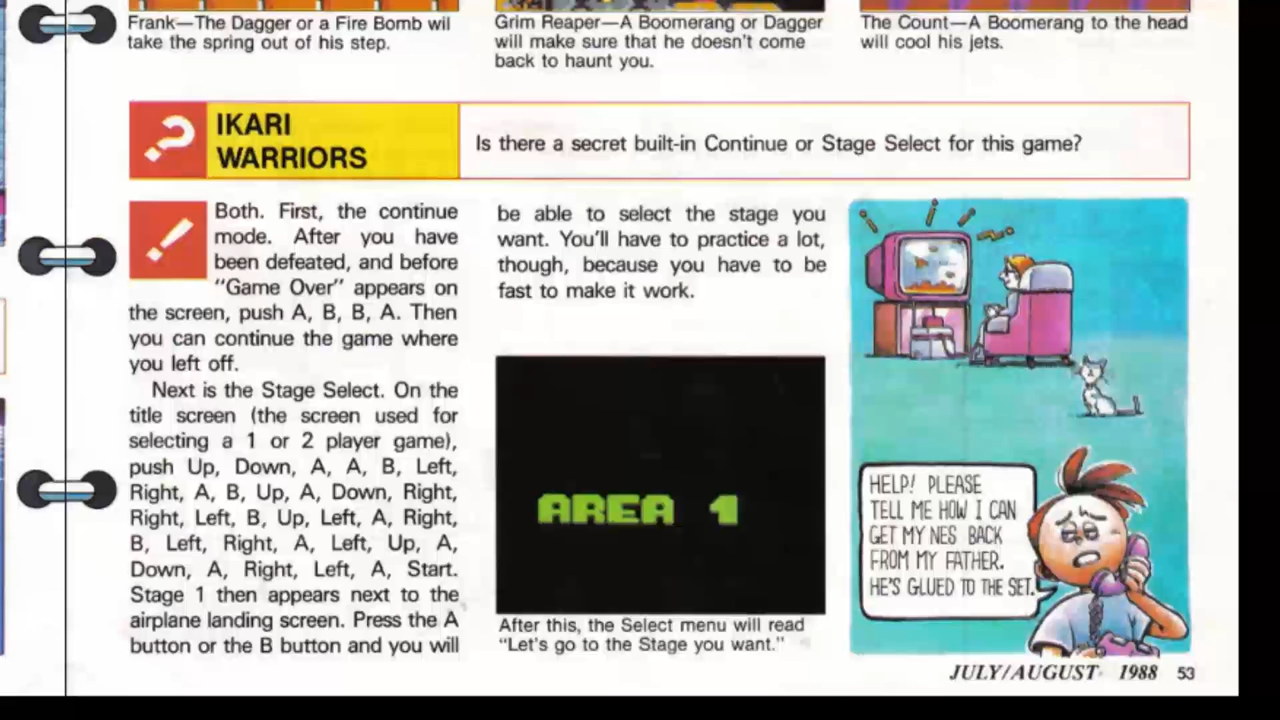 Frank—The Dagger or a Fire Bomb wil
take the spring out of his step.
Grim Reaper—A Boomerang or Dagger
will make sure that he doesn't come
back to haunt you.
The Count—A Boomerang to the head
will cool his jets.
?
IKARI
WARRIORS
Is there a secret built-in Continue or Stage Select for this game?
!
Both. First, the continue
mode. After you have
been defeated, and before
"Game Over" appears on
the screen, push A, B, B, A. Then
you can continue the game where
you left off.
Next is the Stage Select. On the
title screen (the screen used for
selecting a 1 or 2 player game),
push Up, Down, A, A, B, Left,
Right, A, B, Up, A, Down, Right,
Right, Left, B, Up, Left, A, Right,
B, Left, Right, A, Left, Up, A,
Down, A, Right, Left, A, Start.
Stage 1 then appears next to the
airplane landing screen. Press the A
button or the B button and you will
be able to select the stage you
want. You'll have to practice a lot,
though, because you have to be
fast to make it work.
AREA 1
After this, the Select menu will read
"Let's go to the Stage you want."
HELP! PLEASE
TELL ME HOW I CAN
GET MY NES BACK
FROM MY FATHER.
HE'S GLUED TO THE SET.
JULY/AUGUST 1988 53